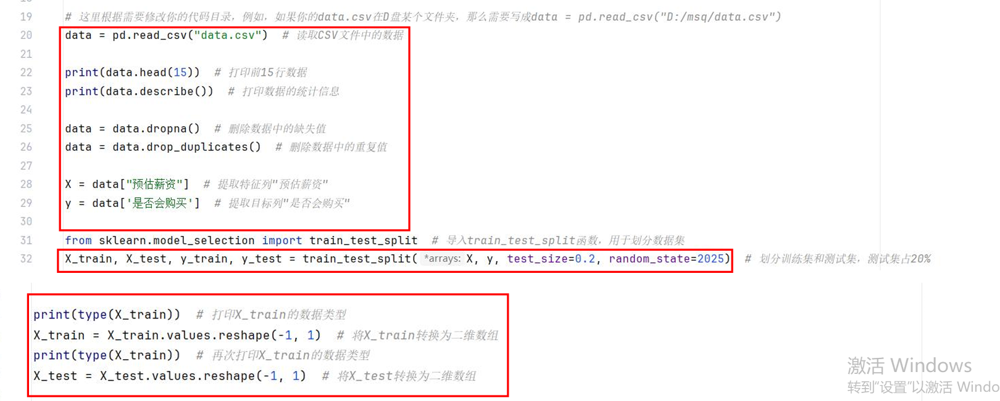 19 # 这里根据需要修改你的代码目录，例如，如果你的data.csv在D盘某个文件夹，那么需要写成data = pd.read_csv("D:/msq/data.csv")
20 data = pd.read_csv("data.csv")  # 读取CSV文件中的数据
21
22 print(data.head(15))  # 打印前15行数据
23 print(data.describe())  # 打印数据的统计信息
24
25 data = data.dropna()  # 删除数据中的缺失值
26 data = data.drop_duplicates()  # 删除数据中的重复值
27
28 X = data["预估薪资"]  # 提取特征列"预估薪资"
29 y = data['是否会购买']  # 提取目标列"是否会购买"
30
31 from sklearn.model_selection import train_test_split  # 导入train_test_split函数，用于划分数据集
32 X_train, X_test, y_train, y_test = train_test_split( *arrays: X, y, test_size=0.2, random_state=2025)  # 划分训练集和测试集，测试集占20%
print(type(X_train))  # 打印X_train的数据类型
X_train = X_train.values.reshape(-1, 1)  # 将X_train转换为二维数组
print(type(X_train))  # 再次打印X_train的数据类型
X_test = X_test.values.reshape(-1, 1)  # 将X_test转换为二维数组
激活 Windows
转到"设置"以激活 Windo